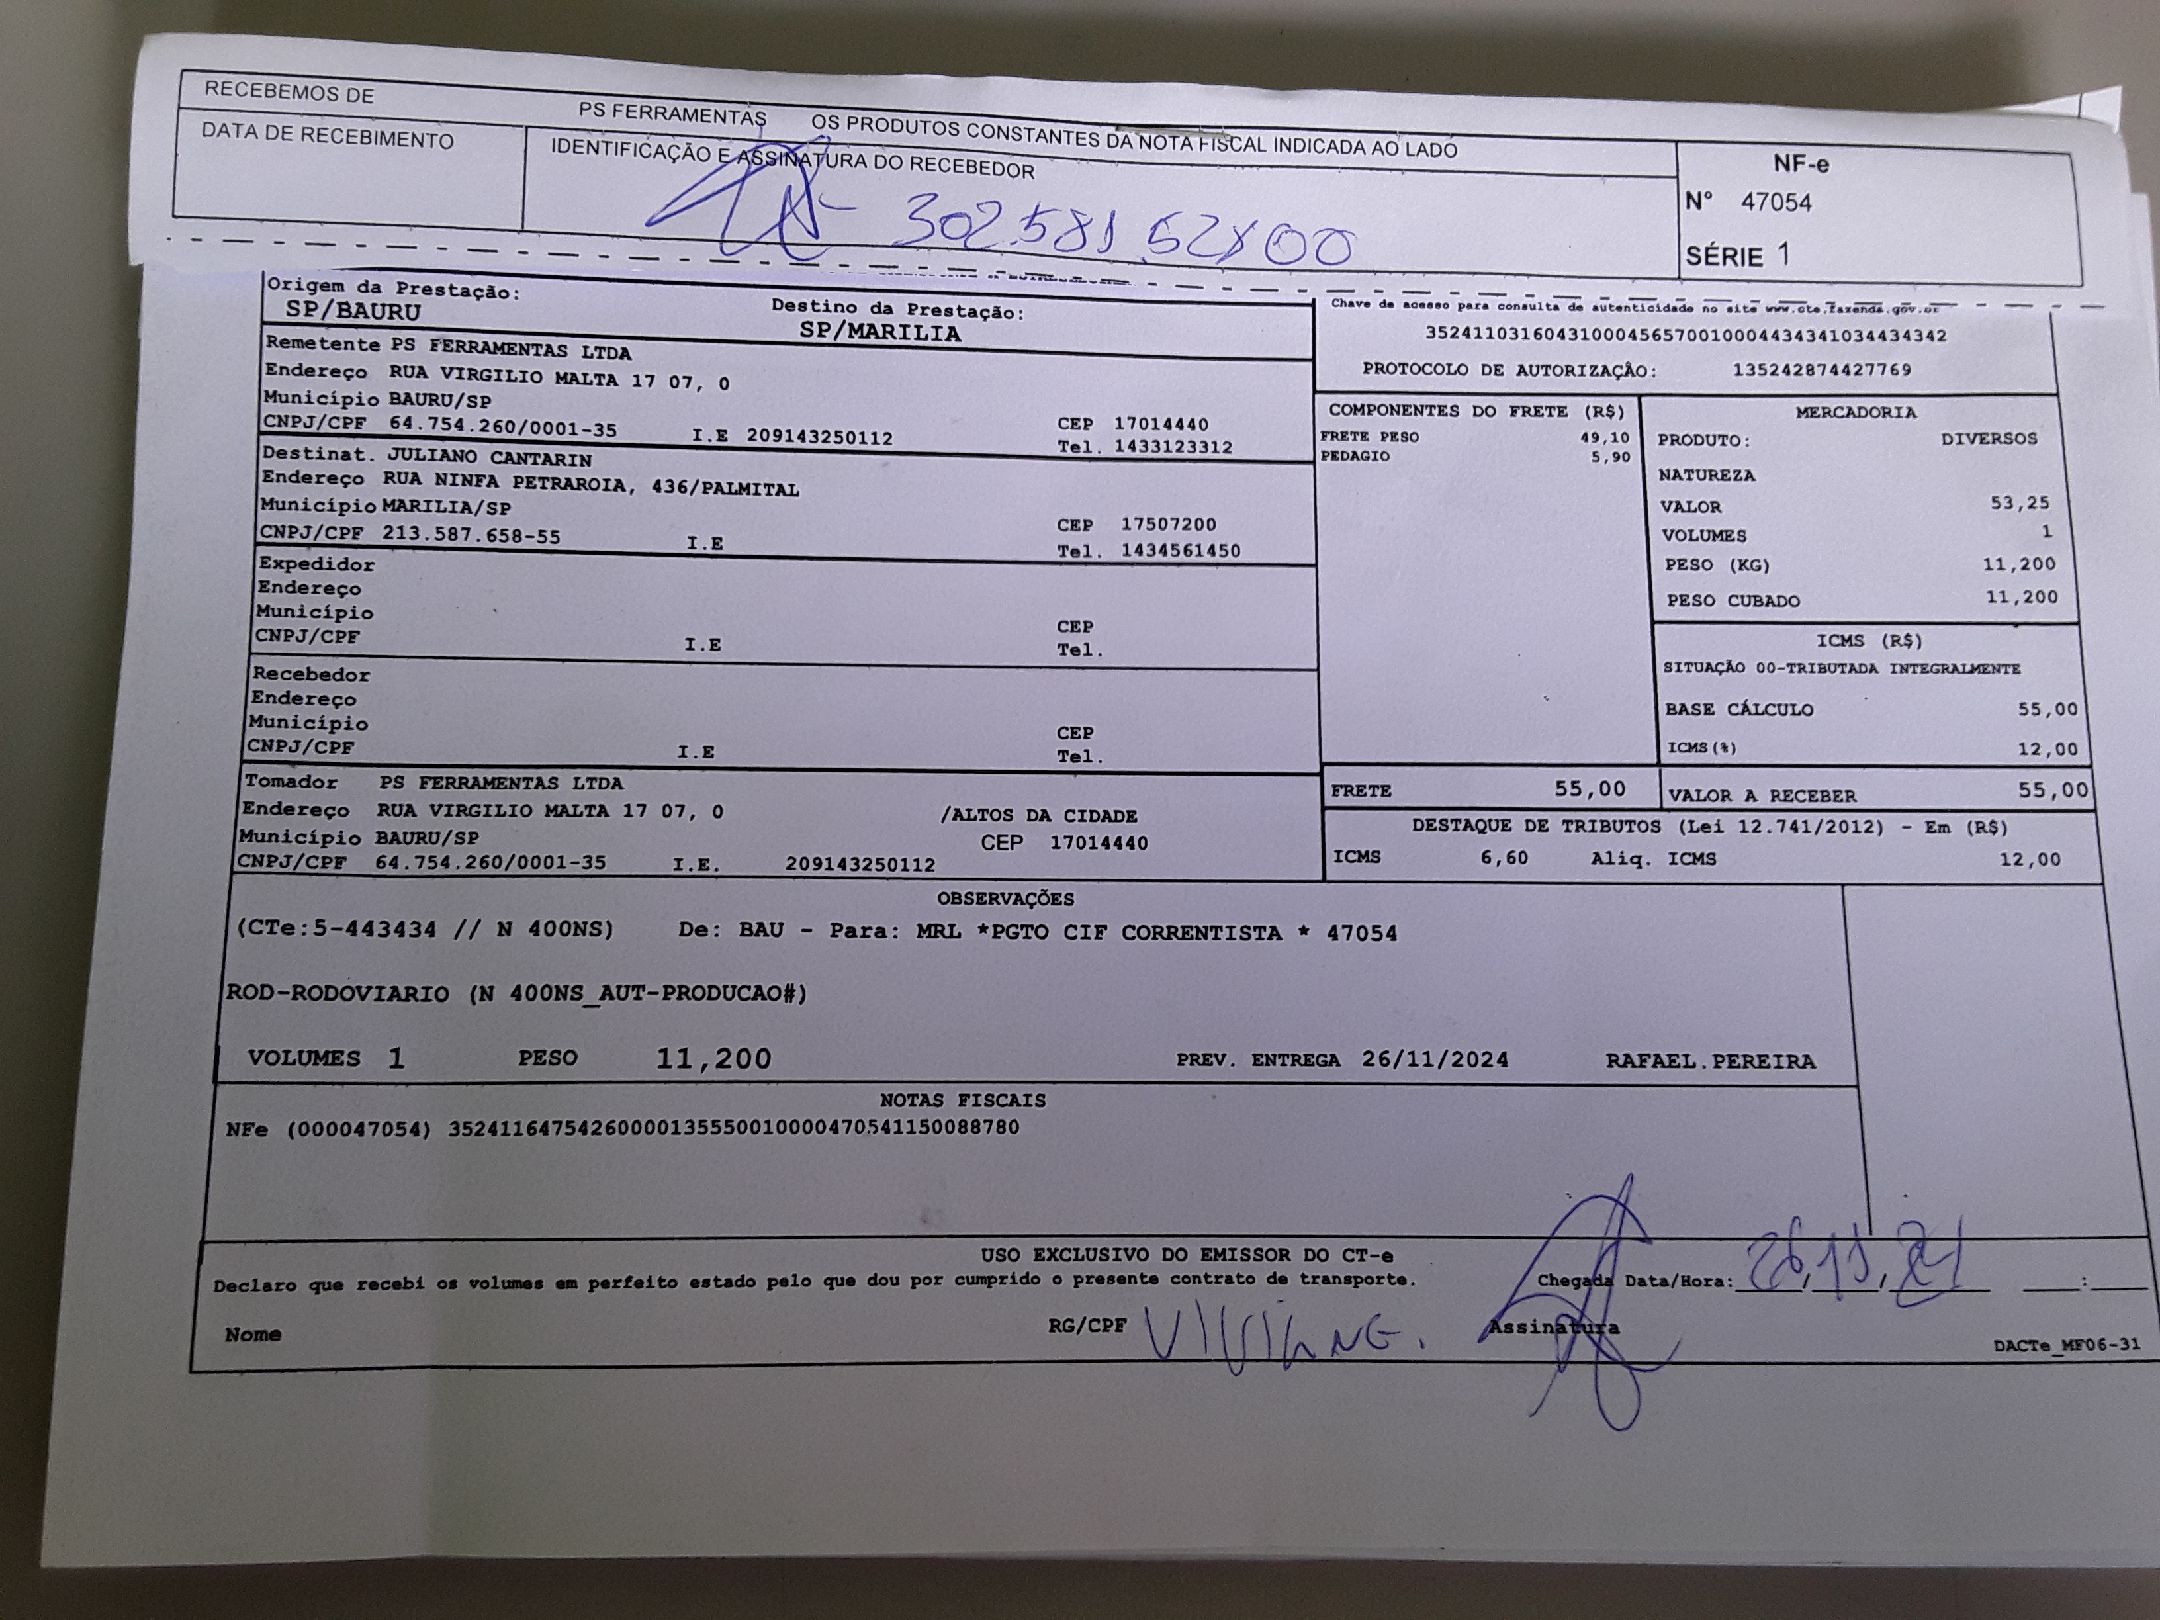 RECEBEMOS DE PS FERRAMENTAS OS PRODUTOS CONSTANTES DA NOTA FISCAL INDICADA AO LADO
DATA DE RECEBIMENTO
IDENTIFICAÇÃO E ASSINATURA DO RECEBEDOR
NF-e
Nº 47054
SÉRIE 1
Origem da Prestação:
SP/BAURU
Destino da Prestação:
SP/MARILIA
Remetente PS FERRAMENTAS LTDA
Endereço RUA VIRGILIO MALTA 17 07, 0
Município BAURU/SP
CEP 17014440
CNPJ/CPF 64.754.260/0001-35 I.E 209143250112
Tel. 1433123312
Destinat. JULIANO CANTARIN
Endereço RUA NINFA PETRAROIA, 436/PALMITAL
Município MARILIA/SP
CEP 17507200
CNPJ/CPF 213.587.658-55 I.E
Tel. 1434561450
Expedidor
Endereço
Município
CEP
CNPJ/CPF I.E
Tel.
Recebedor
Endereço
Município
CEP
CNPJ/CPF I.E
Tel.
Tomador PS FERRAMENTAS LTDA
Endereço RUA VIRGILIO MALTA 17 07, 0 /ALTOS DA CIDADE
Município BAURU/SP CEP 17014440
CNPJ/CPF 64.754.260/0001-35 I.E. 209143250112
Chave de acesso para consulta de autenticidade no site www.cte.fazenda.gov.br
35241103160431000456570010004434341034434342
PROTOCOLO DE AUTORIZAÇÂO: 135242874427769
COMPONENTES DO FRETE (R$)
FRETE PESO 49,10
PEDAGIO 5,90
MERCADORIA
PRODUTO: DIVERSOS
NATUREZA
VALOR 53,25
VOLUMES 1
PESO (KG) 11,200
PESO CUBADO 11,200
ICMS (R$)
SITUAÇÃO 00-TRIBUTADA INTEGRALMENTE
BASE CÁLCULO 55,00
ICMS(%) 12,00
FRETE 55,00
VALOR A RECEBER 55,00
DESTAQUE DE TRIBUTOS (Lei 12.741/2012) - Em (R$)
ICMS 6,60 Aliq. ICMS 12,00
OBSERVAÇÕES
(CTe:5-443434 // N 400NS) De: BAU - Para: MRL *PGTO CIF CORRENTISTA * 47054
ROD-RODOVIARIO (N 400NS_AUT-PRODUCAO#)
VOLUMES 1 PESO 11,200 PREV. ENTREGA 26/11/2024 RAFAEL.PEREIRA
NOTAS FISCAIS
NFe (000047054) 35241164754260000135550010000470541150088780
USO EXCLUSIVO DO EMISSOR DO CT-e
Declaro que recebi os volumes em perfeito estado pelo que dou por cumprido o presente contrato de transporte.
Chegada Data/Hora: :
Nome RG/CPF VIVIANE. Assinatura
DACTe_MF06-31